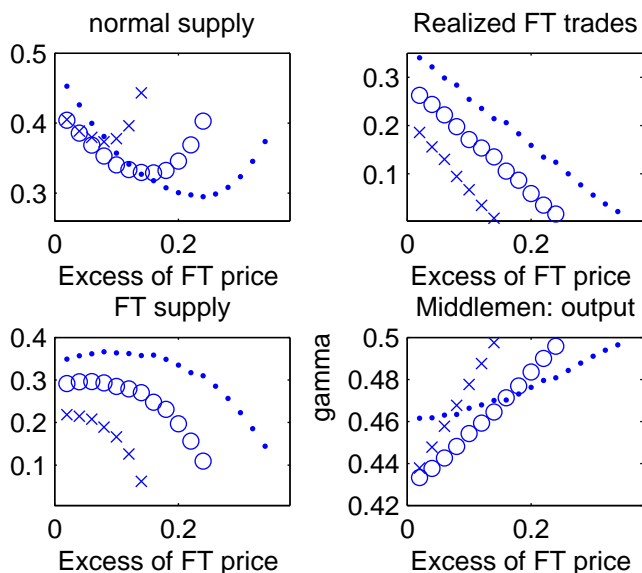 normal supply
0.5
0.4
0.3
0
0.2
Excess of FT price
Realized FT trades
0.3
0.2
0.1
0
0.2
Excess of FT price
FT supply
0.4
0.3
0.2
0.1
0
0.2
Excess of FT price
Middlemen: output
gamma
0.5
0.48
0.46
0.44
0.42
0
0.2
Excess of FT price